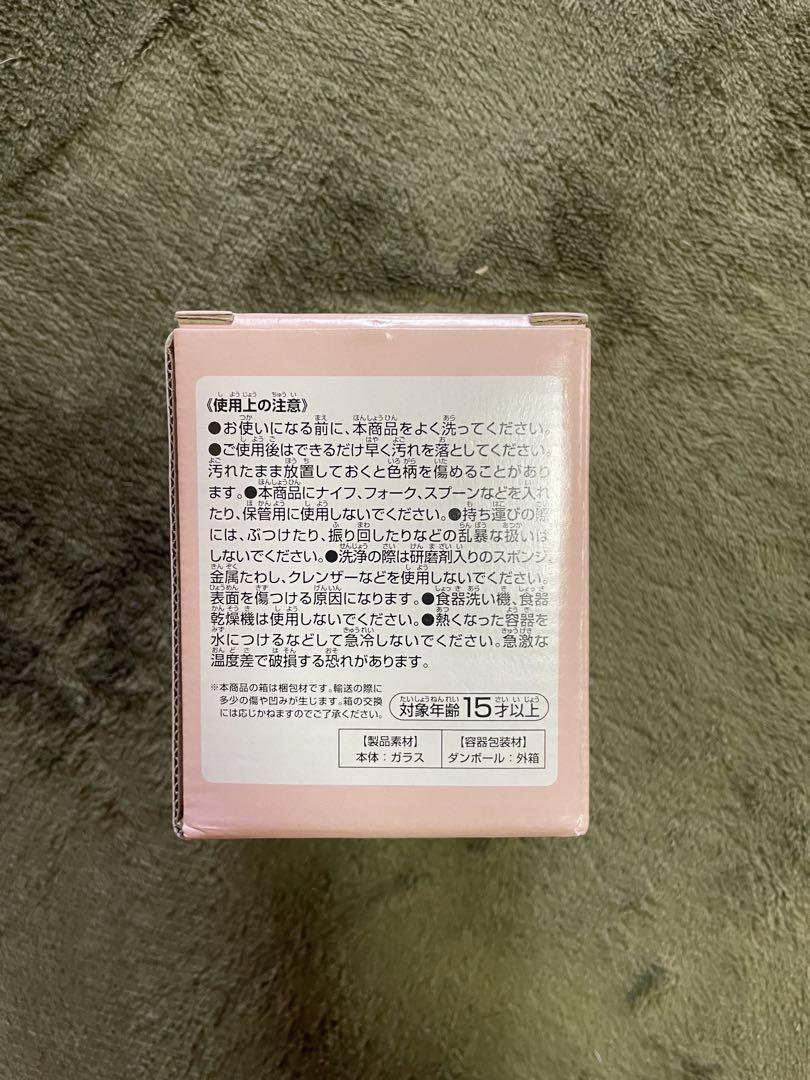 《使用上の注意》
●お使いになる前に、本商品をよく洗ってください。
●ご使用後はできるだけ早く汚れを落としてください。
汚れたまま放置しておくと色柄を傷めることがあり
ます。●本商品にナイフ、フォーク、スプーンなどを入れ
たり、保管用に使用しないでください。●持ち運びの際
には、ぶつけたり、振り回したりなどの乱暴な扱いは
しないでください。●洗浄の際は研磨剤入りのスポンジ、
金属たわし、クレンザーなどを使用しないでください。
表面を傷つける原因になります。●食器洗い機、食器
乾燥機は使用しないでください。●熱くなった容器を
水につけるなどして急冷しないでください。急激な
温度差で破損する恐れがあります。
※本商品の箱は梱包材です。輸送の際に
多少の傷や凹みが生じます。箱の交換
には応じかねますのでご了承ください。
対象年齢15才以上
【製品素材】
本体：ガラス
【容器包装材】
ダンボール：外箱